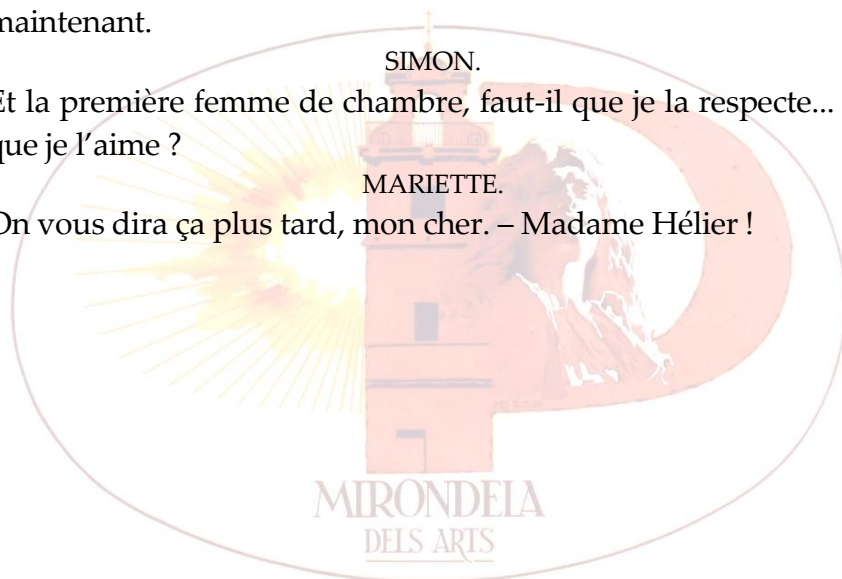 maintenant.
SIMON.
Et la première femme de chambre, faut-il que je la respecte...
que je l’aime ?
MARIETTE.
On vous dira ça plus tard, mon cher. – Madame Hélier !
MIRONDELA
DELS ARTS